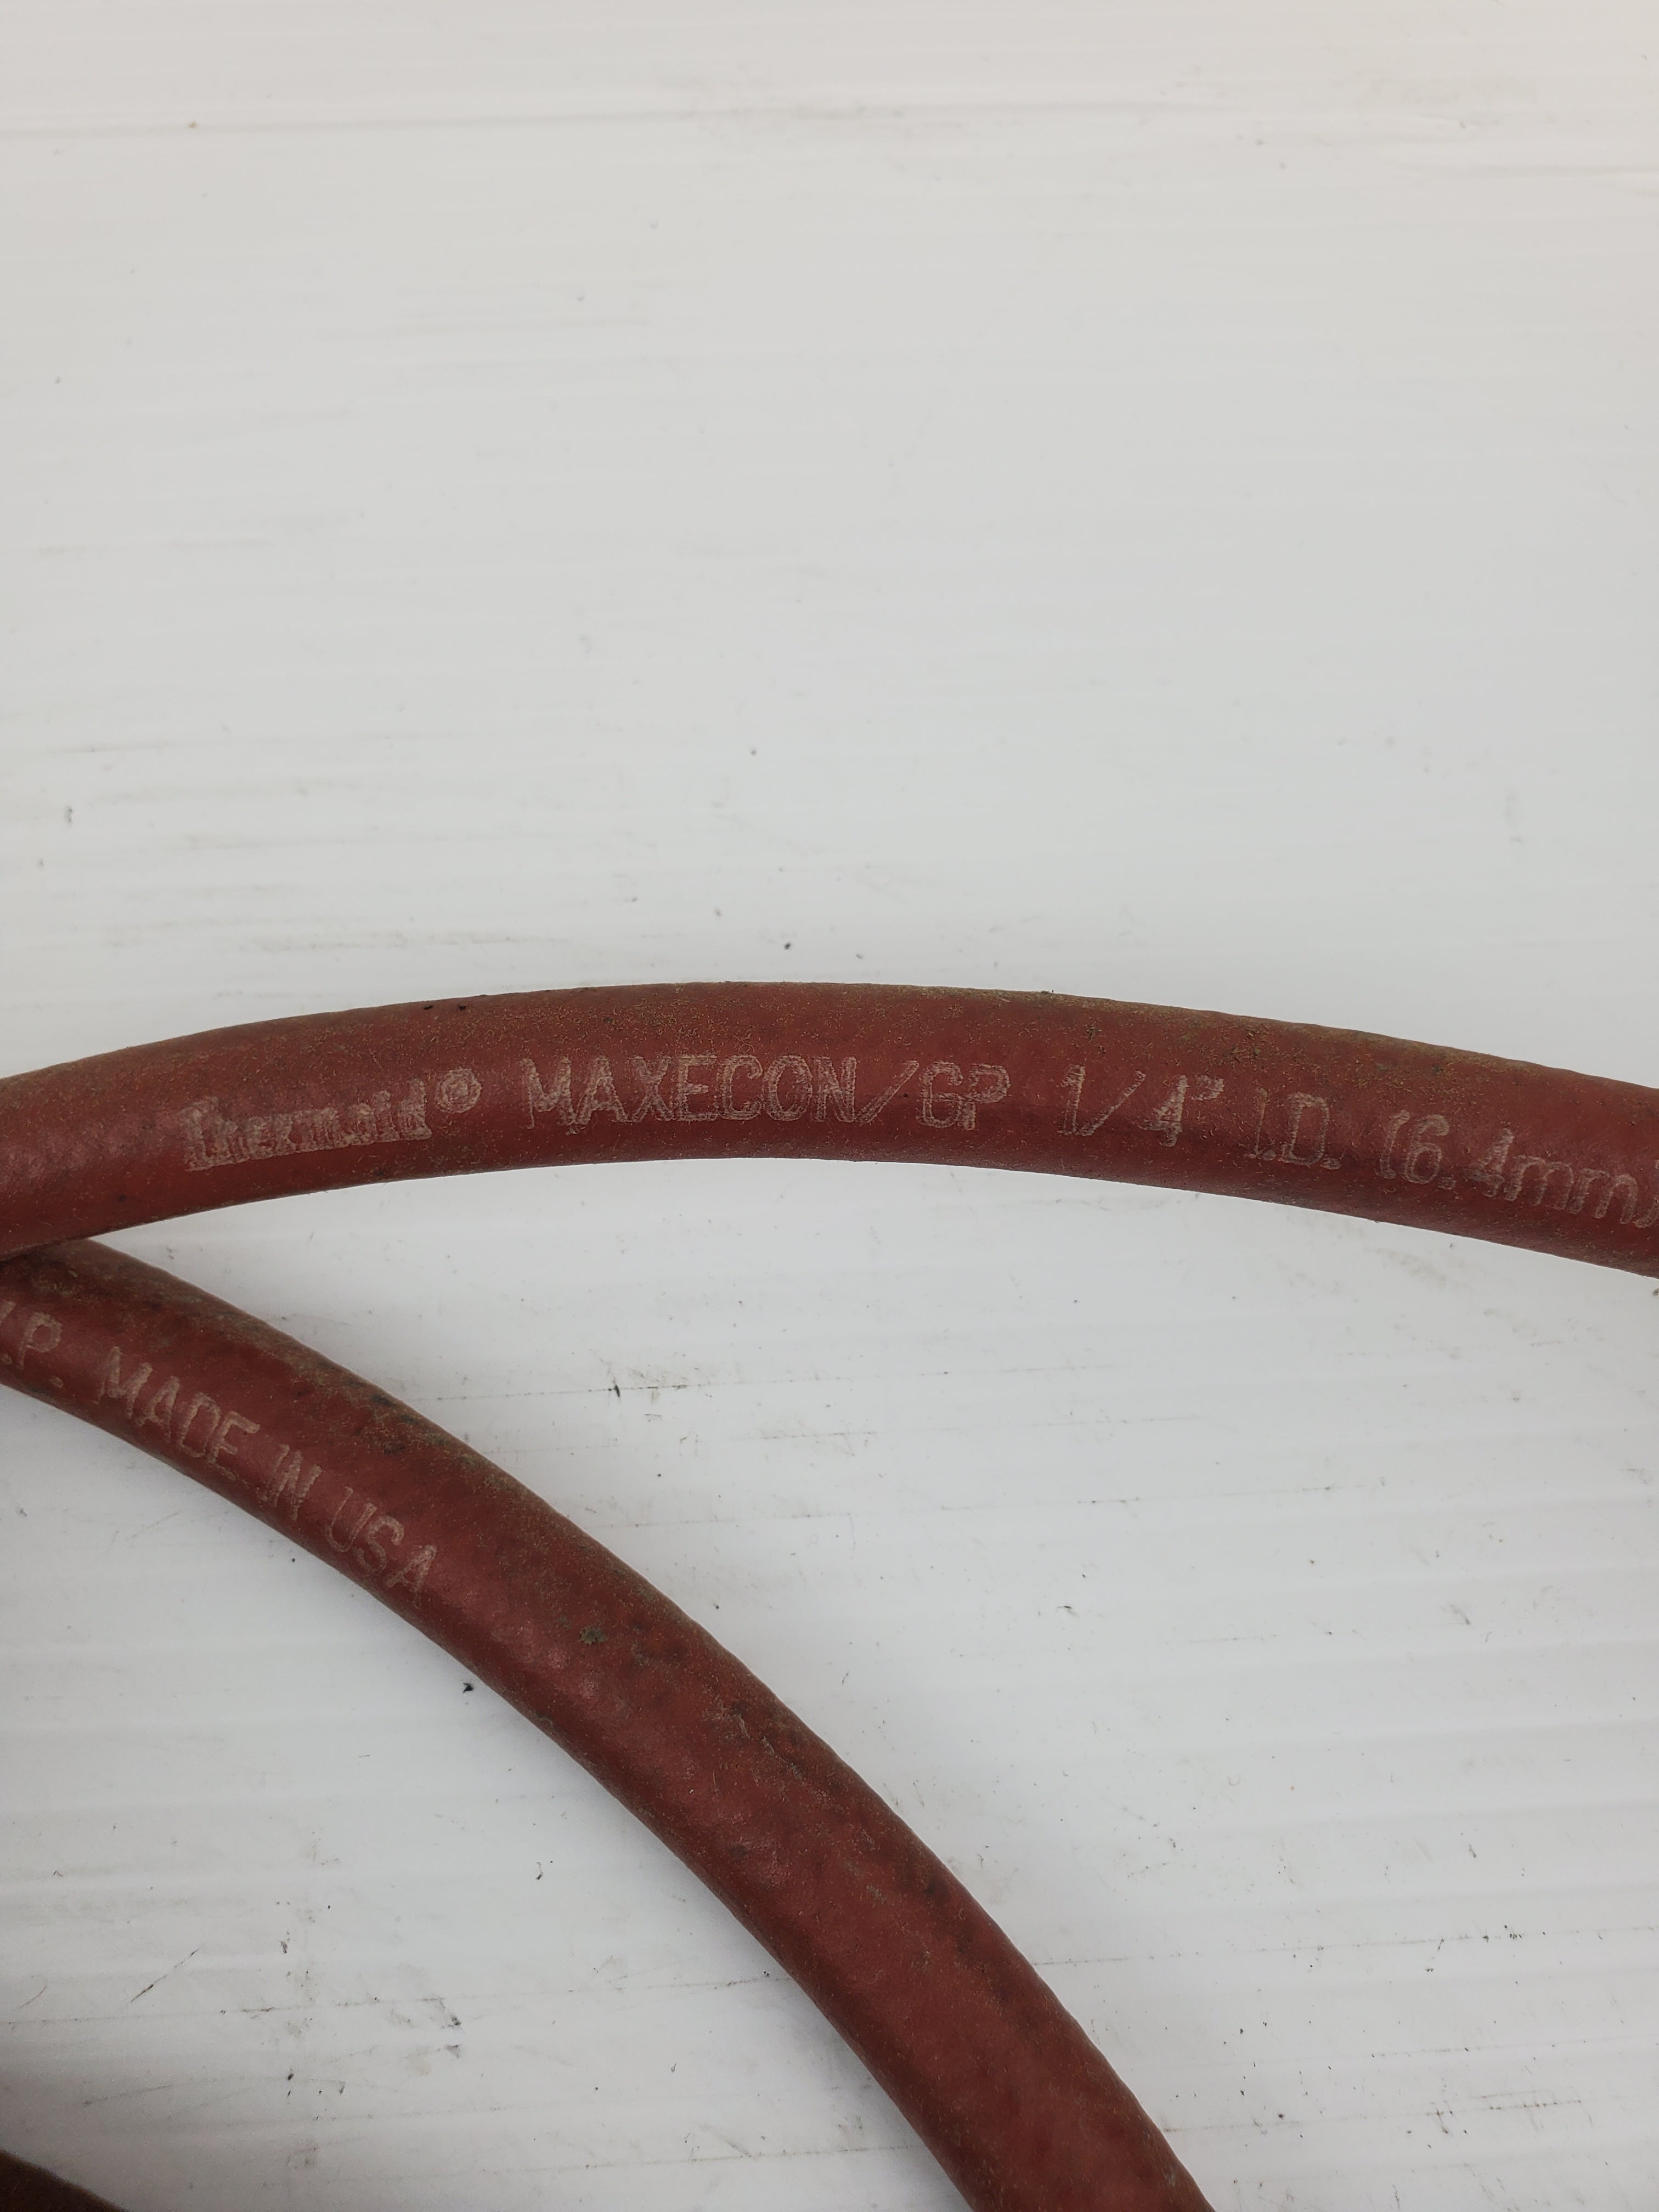 Thermoid® MAXECON/GP 1/4" I.D. (6.4mm)
.P. MADE IN USA